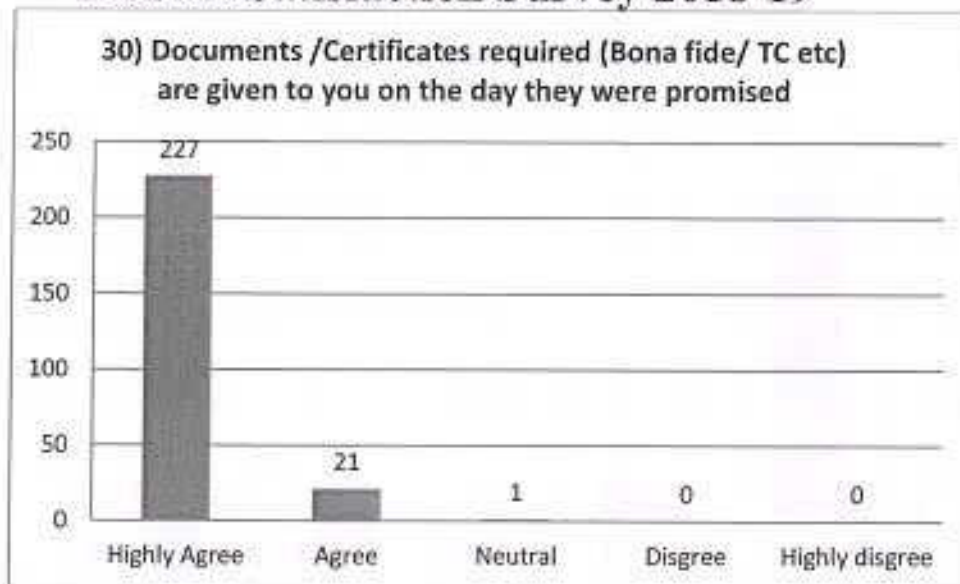 30) Documents /Certificates required (Bona fide/ TC etc)
are given to you on the day they were promised
250
227
200
150
100
50
21
1
0
0
0
Highly Agree
Agree
Neutral
Disgree
Highly disgree